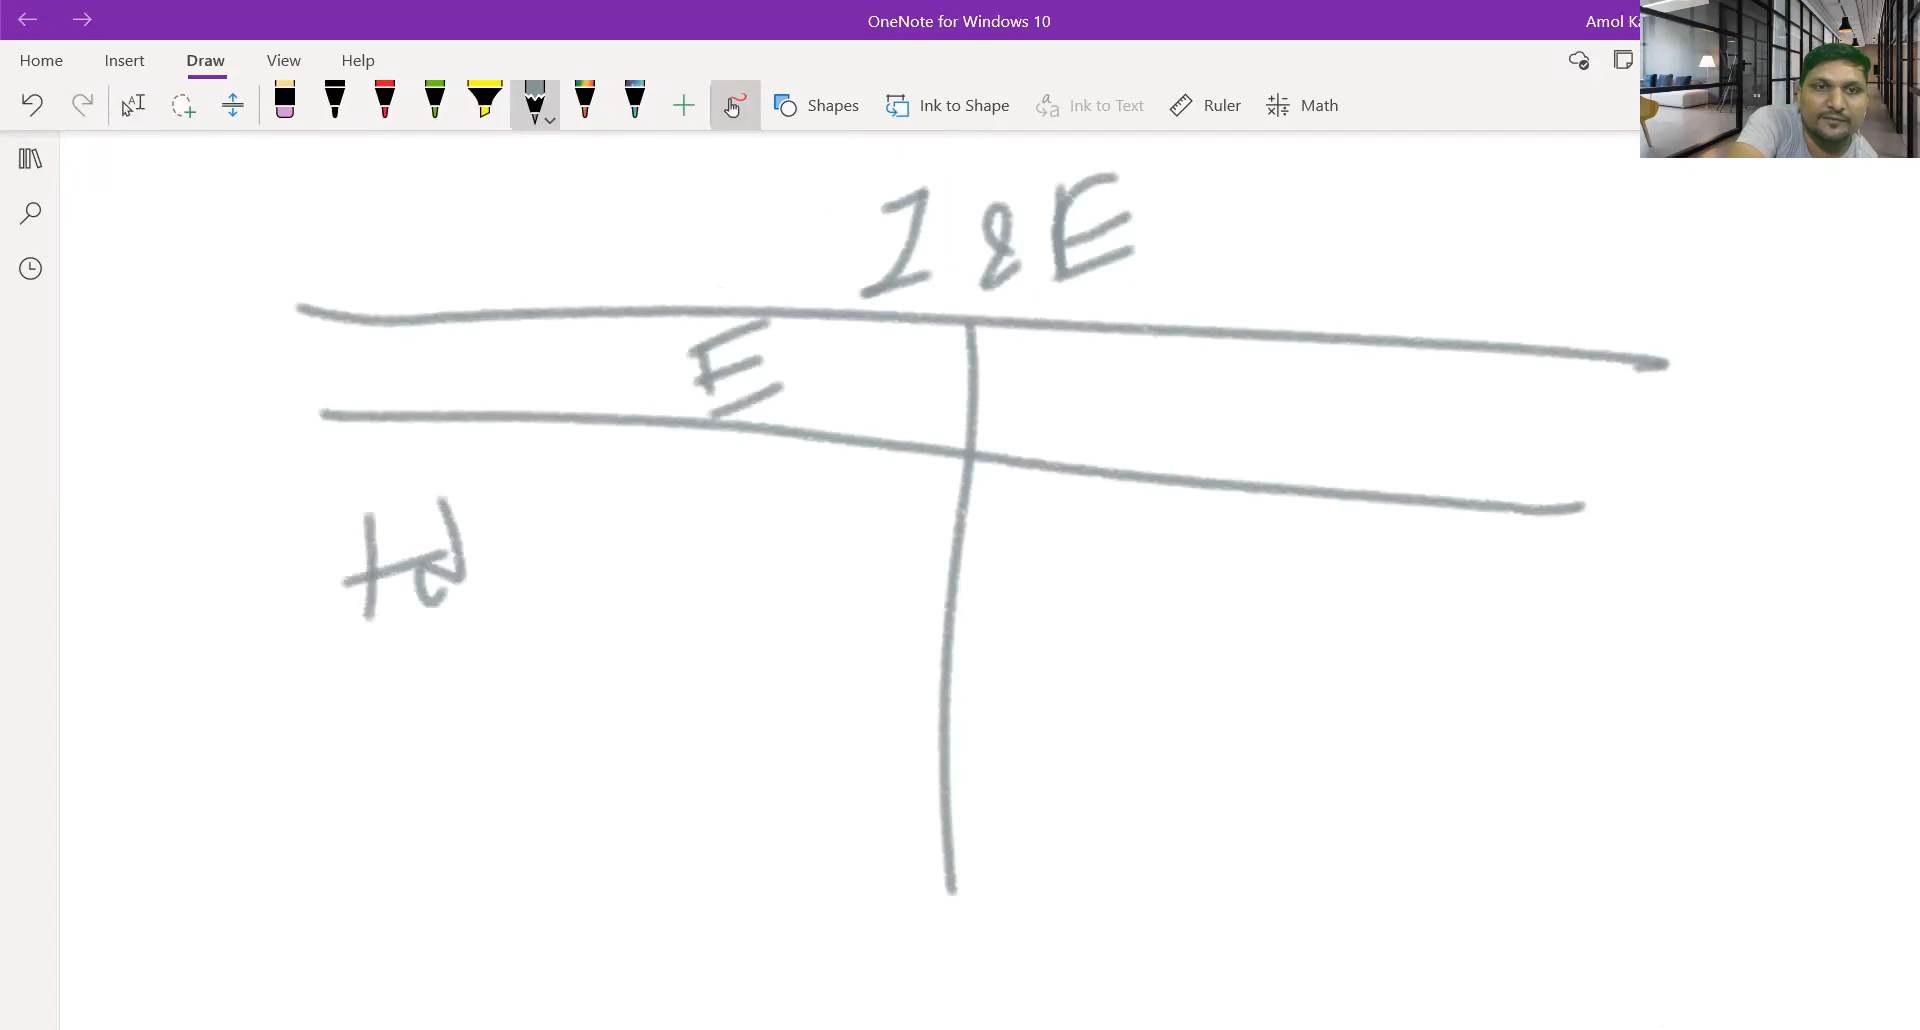 OneNote for Windows 10
Amol Ka
Home Insert Draw View Help
Shapes Ink to Shape Ink to Text Ruler Math
I & E
E